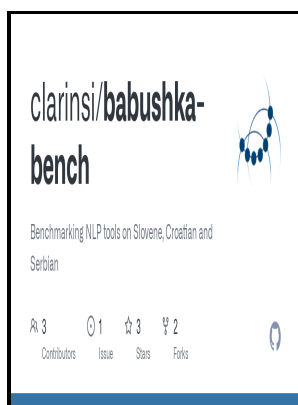 clarinsi/babushka-
bench
Benchmarking NLP tools on Slovene, Croatian and
Serbian
3 1 3 2
Contributors Issue Stars Forks